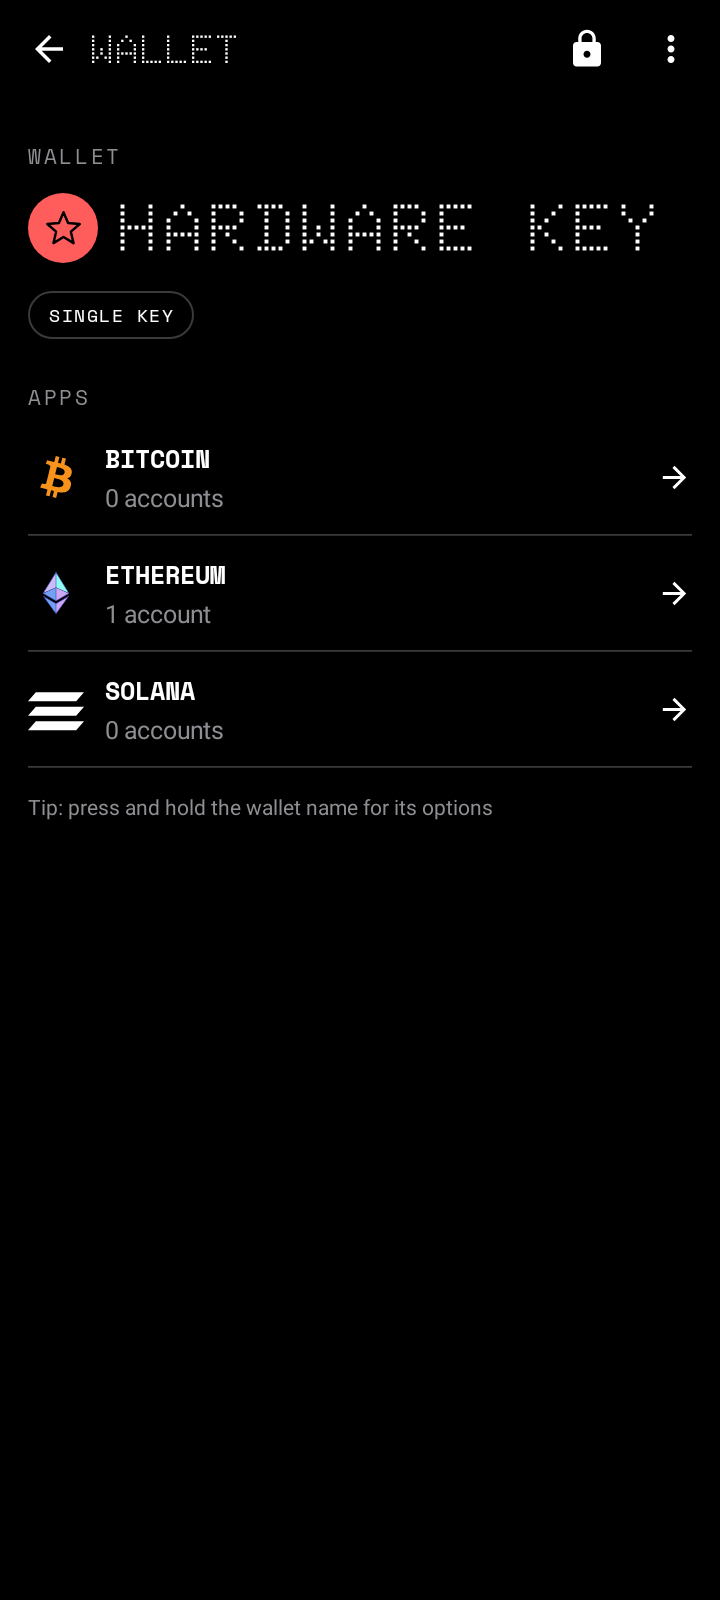 WALLET
WALLET
HARDWARE KEY
SINGLE KEY
APPS
BITCOIN
0 accounts
ETHEREUM
1 account
SOLANA
0 accounts
Tip: press and hold the wallet name for its options